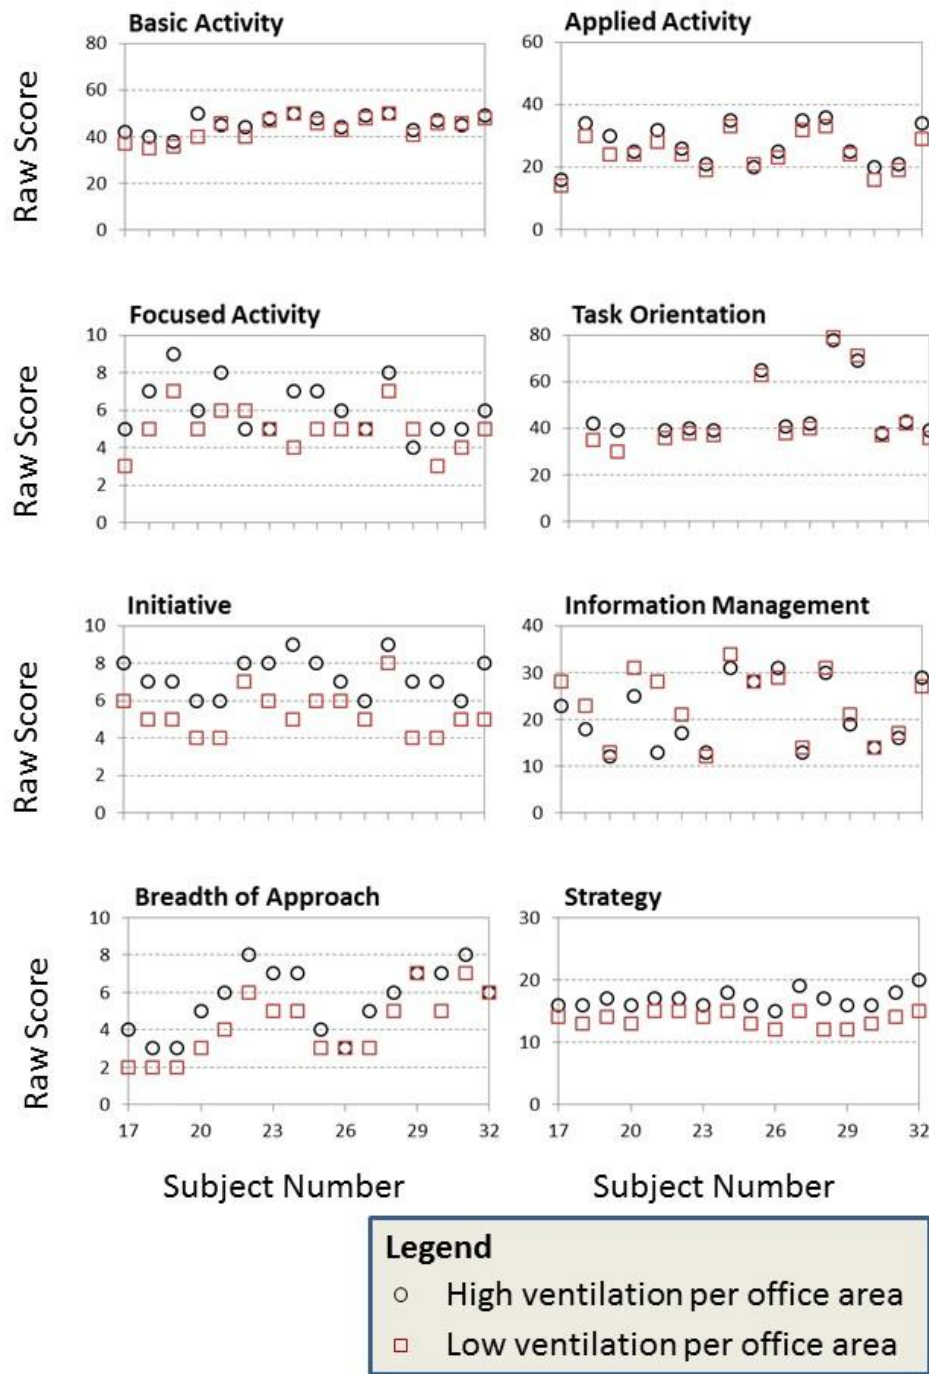 Basic Activity
Applied Activity
Raw Score
80
60
40
20
0
60
40
20
0
Focused Activity
Task Orientation
Raw Score
10
8
6
4
2
0
80
60
40
20
0
Initiative
Information Management
Raw Score
10
8
6
4
2
0
40
30
20
10
0
Breadth of Approach
Strategy
Raw Score
10
8
6
4
2
0
30
20
10
0
17 20 23 26 29 32
17 20 23 26 29 32
Subject Number
Subject Number
Legend
High ventilation per office area
Low ventilation per office area